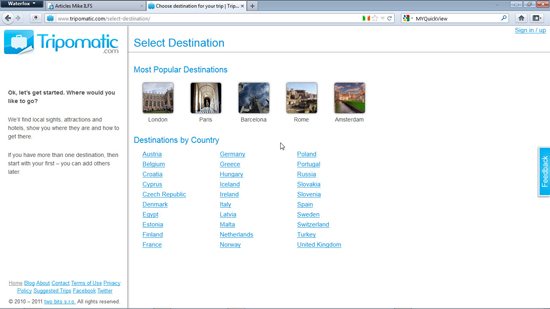 Waterfox
Articles Mike ILFS
Choose destination for your trip | Trip...
www.tripomatic.com/select-destination/
MYQuickView
Sign in / up
Tripomatic
.com
Select Destination
Ok, let's get started. Where would you
like to go?
We'll find local sights, attractions and
hotels, show you where they are and how to
get there.
If you have more than one destination, then
start with your first – you can add others
later
Most Popular Destinations
London Paris Barcelona Rome Amsterdam
Destinations by Country
Austria Germany Poland
Belgium Greece Portugal
Croatia Hungary Russia
Cyprus Iceland Slovakia
Czech Republic Ireland Slovenia
Denmark Italy Spain
Egypt Latvia Sweden
Estonia Malta Switzerland
Finland Netherlands Turkey
France Norway United Kingdom
Feedback
Home Blog About Contact Terms of Use Privacy
Policy Suggested Trips Facebook Twitter
© 2010 – 2011 two bits s.r.o. All rights reserved.